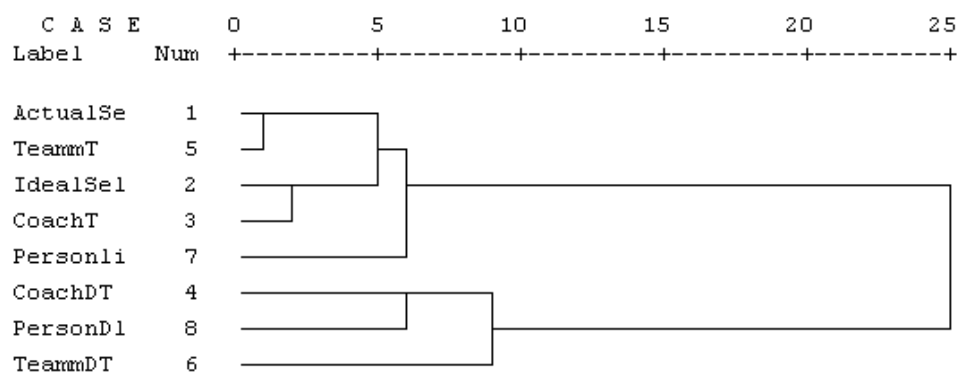 C A S E 0 5 10 15 20 25
Label Num +---------+---------+---------+---------+---------+
ActualSe 1
TeammT 5
IdealSel 2
CoachT 3
Personli 7
CoachDT 4
PersonDl 8
TeammDT 6